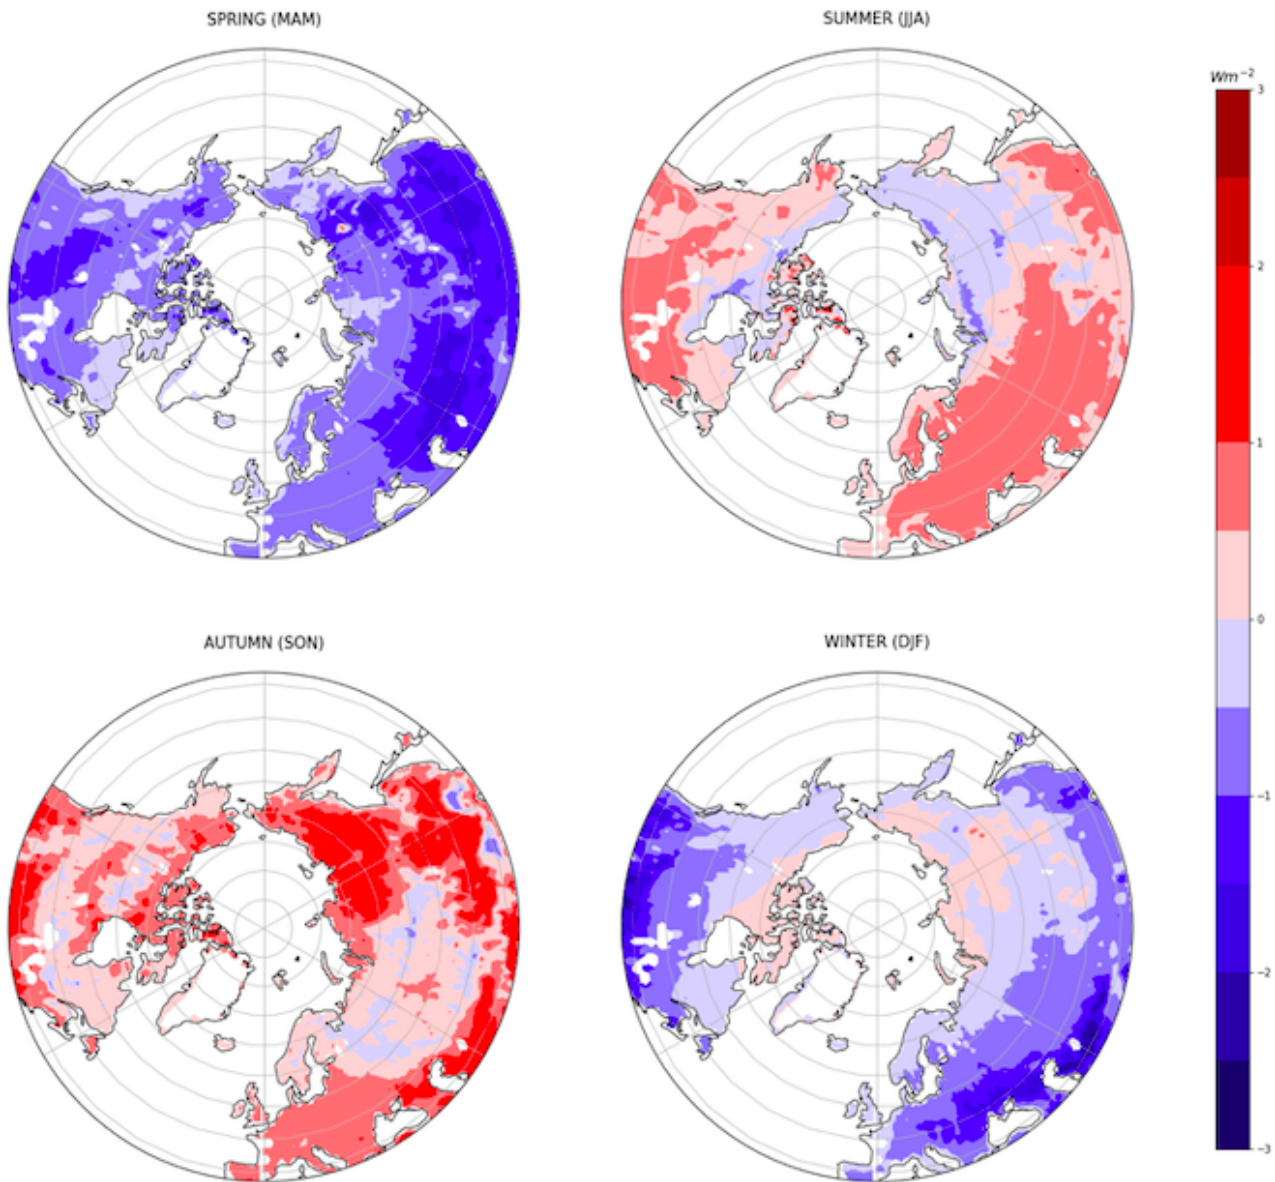 SPRING (MAM)
SUMMER (JJA)
Wm⁻²
3
2
1
0
-1
-2
-3
AUTUMN (SON)
WINTER (DJF)